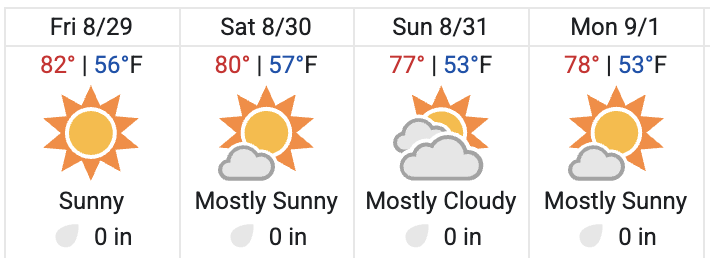 Fri 8/29 Sat 8/30 Sun 8/31 Mon 9/1
82° | 56°F 80° | 57°F 77° | 53°F 78° | 53°F
Sunny Mostly Sunny Mostly Cloudy Mostly Sunny
0 in 0 in 0 in 0 in